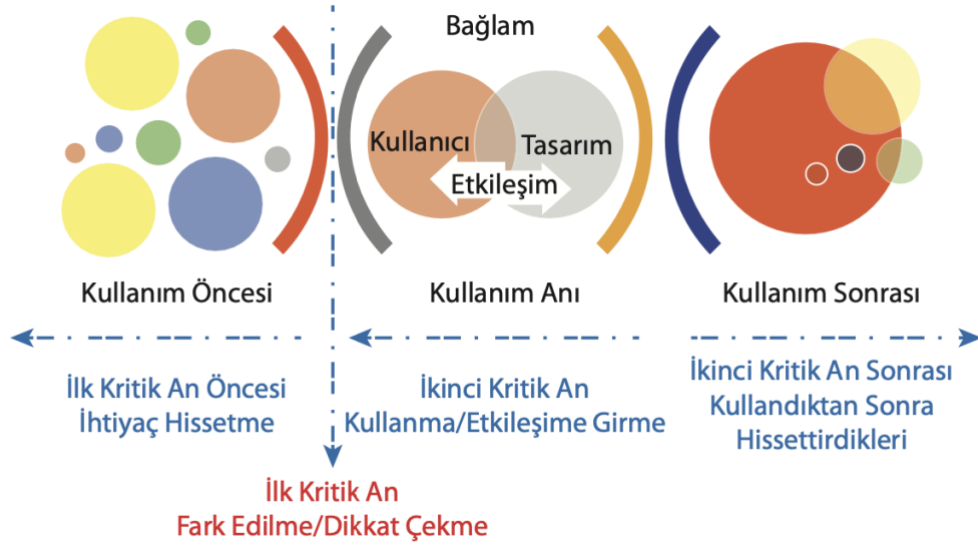 Bağlam
Kullanıcı
Tasarım
Etkileşim
Kullanım Öncesi
Kullanım Anı
Kullanım Sonrası
İlk Kritik An Öncesi
İhtiyaç Hissetme
İkinci Kritik An
Kullanma/Etkileşime Girme
İkinci Kritik An Sonrası
Kullandıktan Sonra
Hissettirdikleri
İlk Kritik An
Fark Edilme/Dikkat Çekme